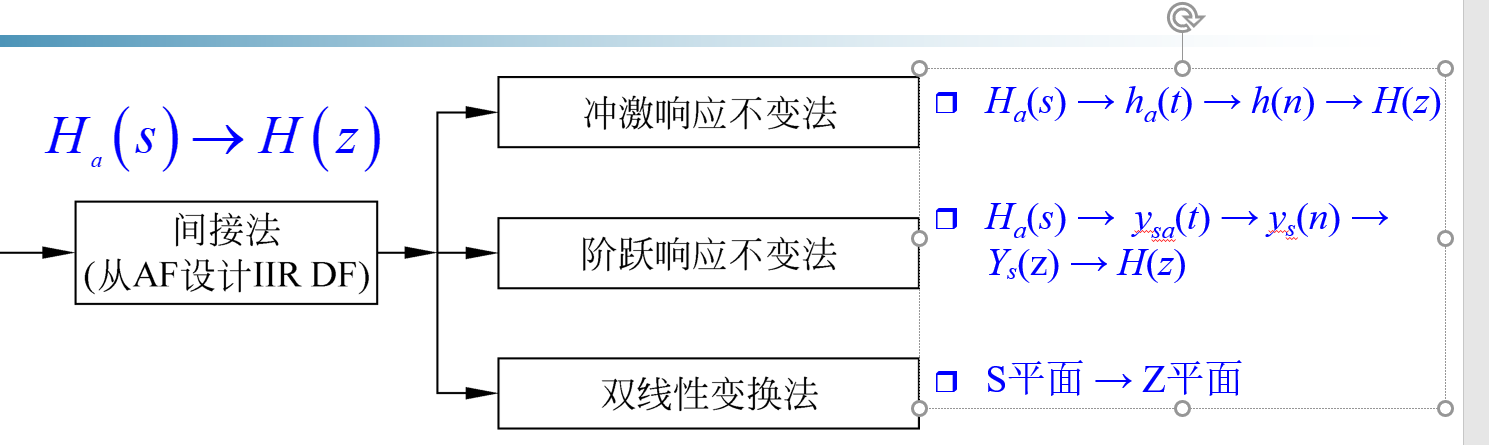 Hₐ(s)→H(z)
间接法
(从AF设计IIR DF)
冲激响应不变法
❒ Hₐ(s) → hₐ(t) → h(n) → H(z)
阶跃响应不变法
❒ Hₐ(s) → yₛₐ(t) → yₛ(n) →
Yₛ(z) → H(z)
双线性变换法
❒ S平面 → Z平面